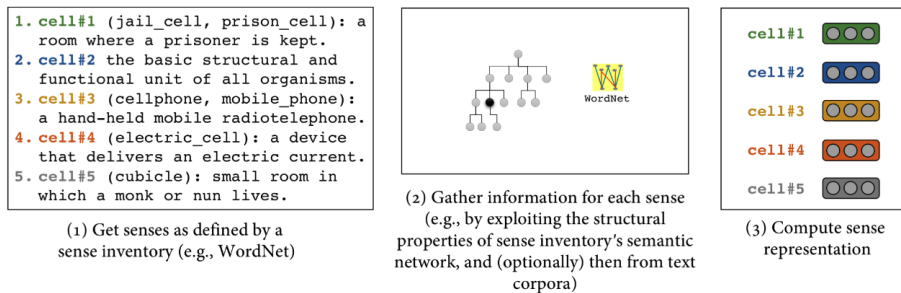 1. cell#1 (jail_cell, prison_cell): a
room where a prisoner is kept.
2. cell#2 the basic structural and
functional unit of all organisms.
3. cell#3 (cellphone, mobile_phone):
a hand-held mobile radiotelephone.
4. cell#4 (electric_cell): a device
that delivers an electric current.
5. cell#5 (cubicle): small room in
which a monk or nun lives.
(1) Get senses as defined by a
sense inventory (e.g., WordNet)
W
WordNet
(2) Gather information for each sense
(e.g., by exploiting the structural
properties of sense inventory's semantic
network, and (optionally) then from text
corpora)
cell#1
cell#2
cell#3
cell#4
cell#5
(3) Compute sense
representation